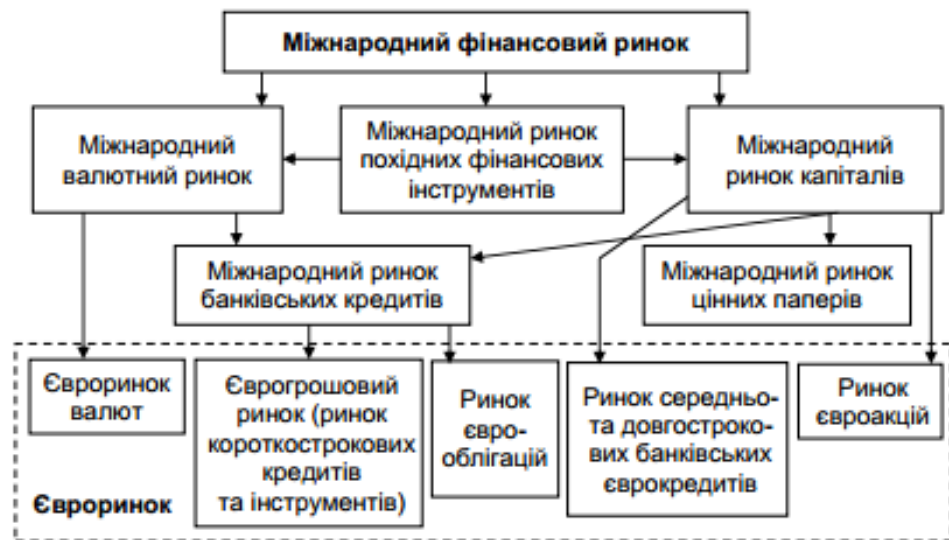 Міжнародний фінансовий ринок
Міжнародний
валютний ринок
Міжнародний ринок
похідних фінансових
інструментів
Міжнародний
ринок капіталів
Міжнародний ринок
банківських кредитів
Міжнародний ринок
цінних паперів
Євроринок
валют
Єврогрошовий
ринок (ринок
короткострокових
кредитів
та інструментів)
Ринок
євро-
облігацій
Ринок середньо-
та довгостроко-
вих банківських
єврокредитів
Ринок
євроакцій
Євроринок